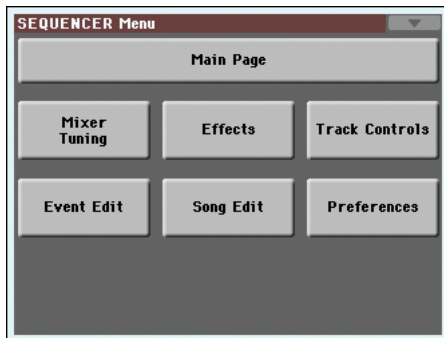 SEQUENCER Menu
Main Page
Mixer
Tuning
Effects
Track Controls
Event Edit
Song Edit
Preferences